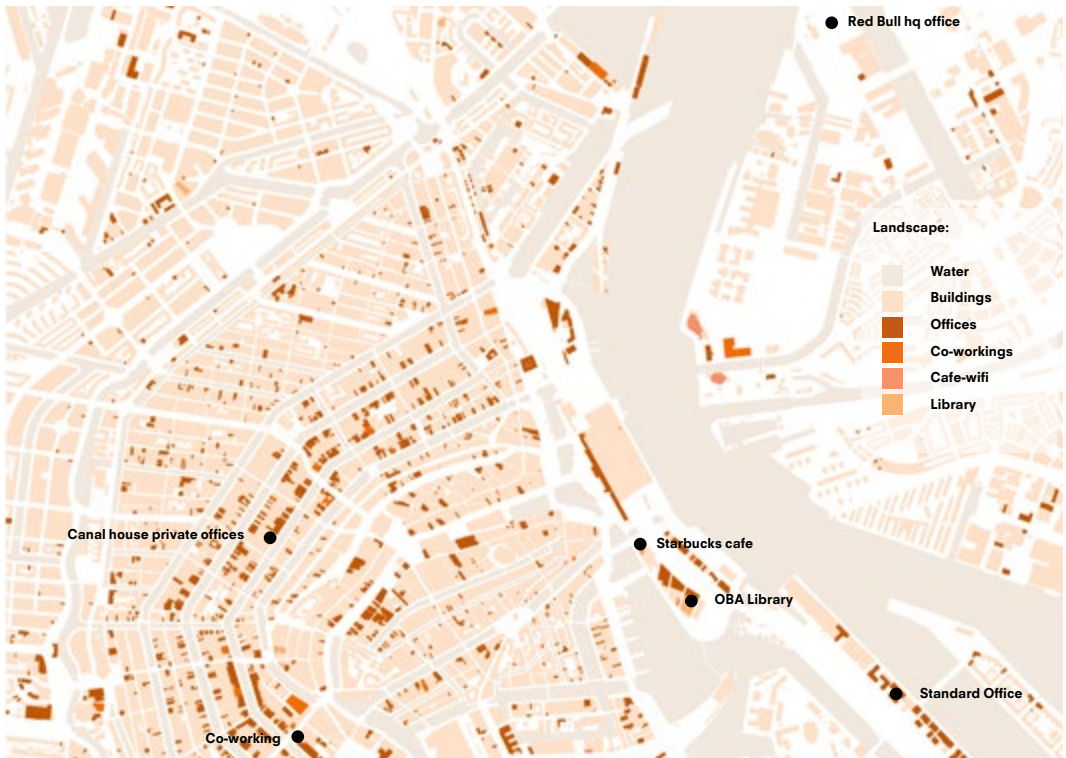 Red Bull hq office
Landscape:
Water
Buildings
Offices
Co-workings
Cafe-wifi
Library
Canal house private offices
Starbucks cafe
OBA Library
Standard Office
Co-working